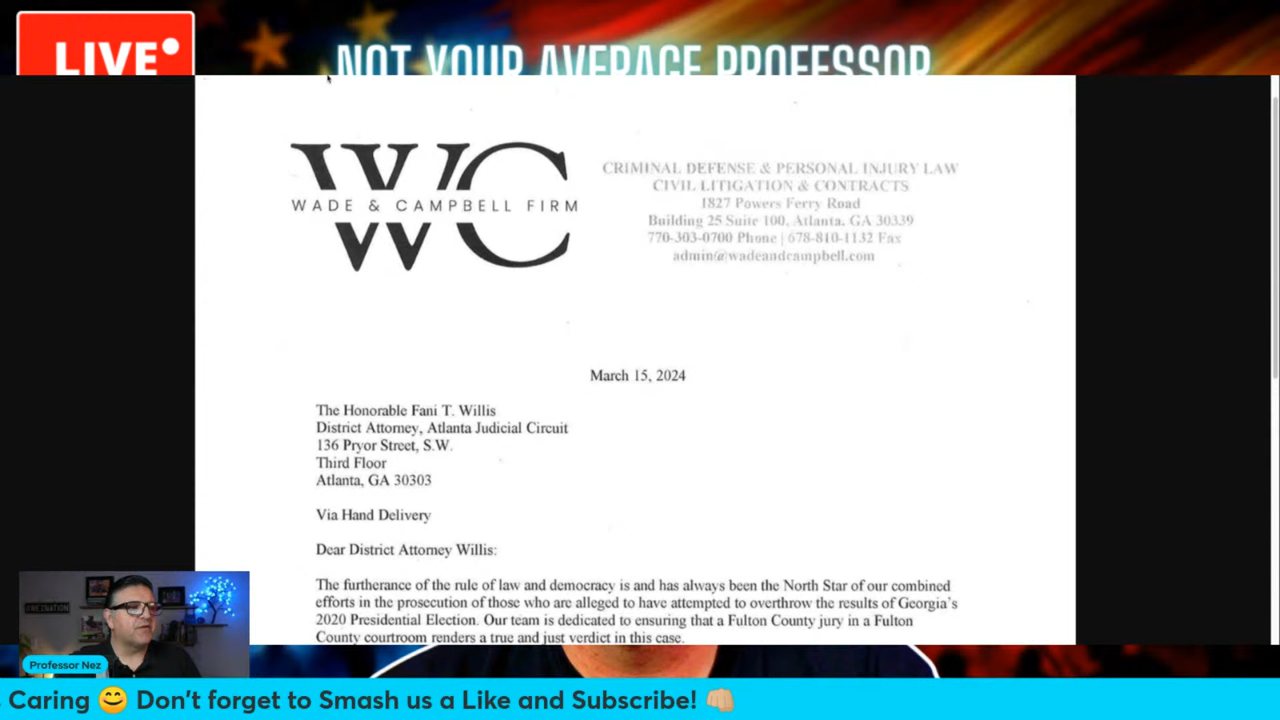 LIVE
NOT YOUR AVERAGE PROFESSOR
WC
WADE & CAMPBELL FIRM
CRIMINAL DEFENSE & PERSONAL INJURY LAW
CIVIL LITIGATION & CONTRACTS
1827 Powers Ferry Road
Building 25 Suite 100, Atlanta, GA 30339
770-303-0700 Phone | 678-810-1132 Fax
admin@wadeandcampbell.com
March 15, 2024
The Honorable Fani T. Willis
District Attorney, Atlanta Judicial Circuit
136 Pryor Street, S.W.
Third Floor
Atlanta, GA 30303
Via Hand Delivery
Dear District Attorney Willis:
The furtherance of the rule of law and democracy is and has always been the North Star of our combined
efforts in the prosecution of those who are alleged to have attempted to overthrow the results of Georgia's
2020 Presidential Election. Our team is dedicated to ensuring that a Fulton County jury in a Fulton
County courtroom renders a true and just verdict in this case.
#NEZNATION
Professor Nez
Caring 😊 Don't forget to Smash us a Like and Subscribe! 👊🏼